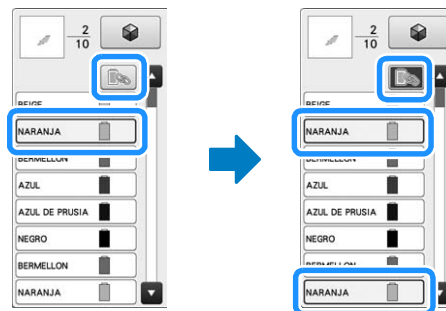 2
10
BEIGE
NARANJA
BERMELLON
AZUL
AZUL DE PRUSIA
NEGRO
BERMELLON
NARANJA
2
10
BEIGE
NARANJA
BERMELLON
AZUL
AZUL DE PRUSIA
NEGRO
BERMELLON
NARANJA